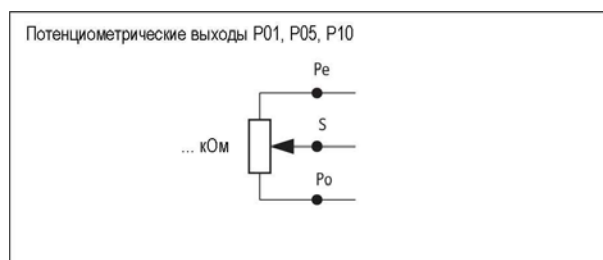 Потенциометрические выходы P01, P05, P10
Pe
S
... кОм
Po